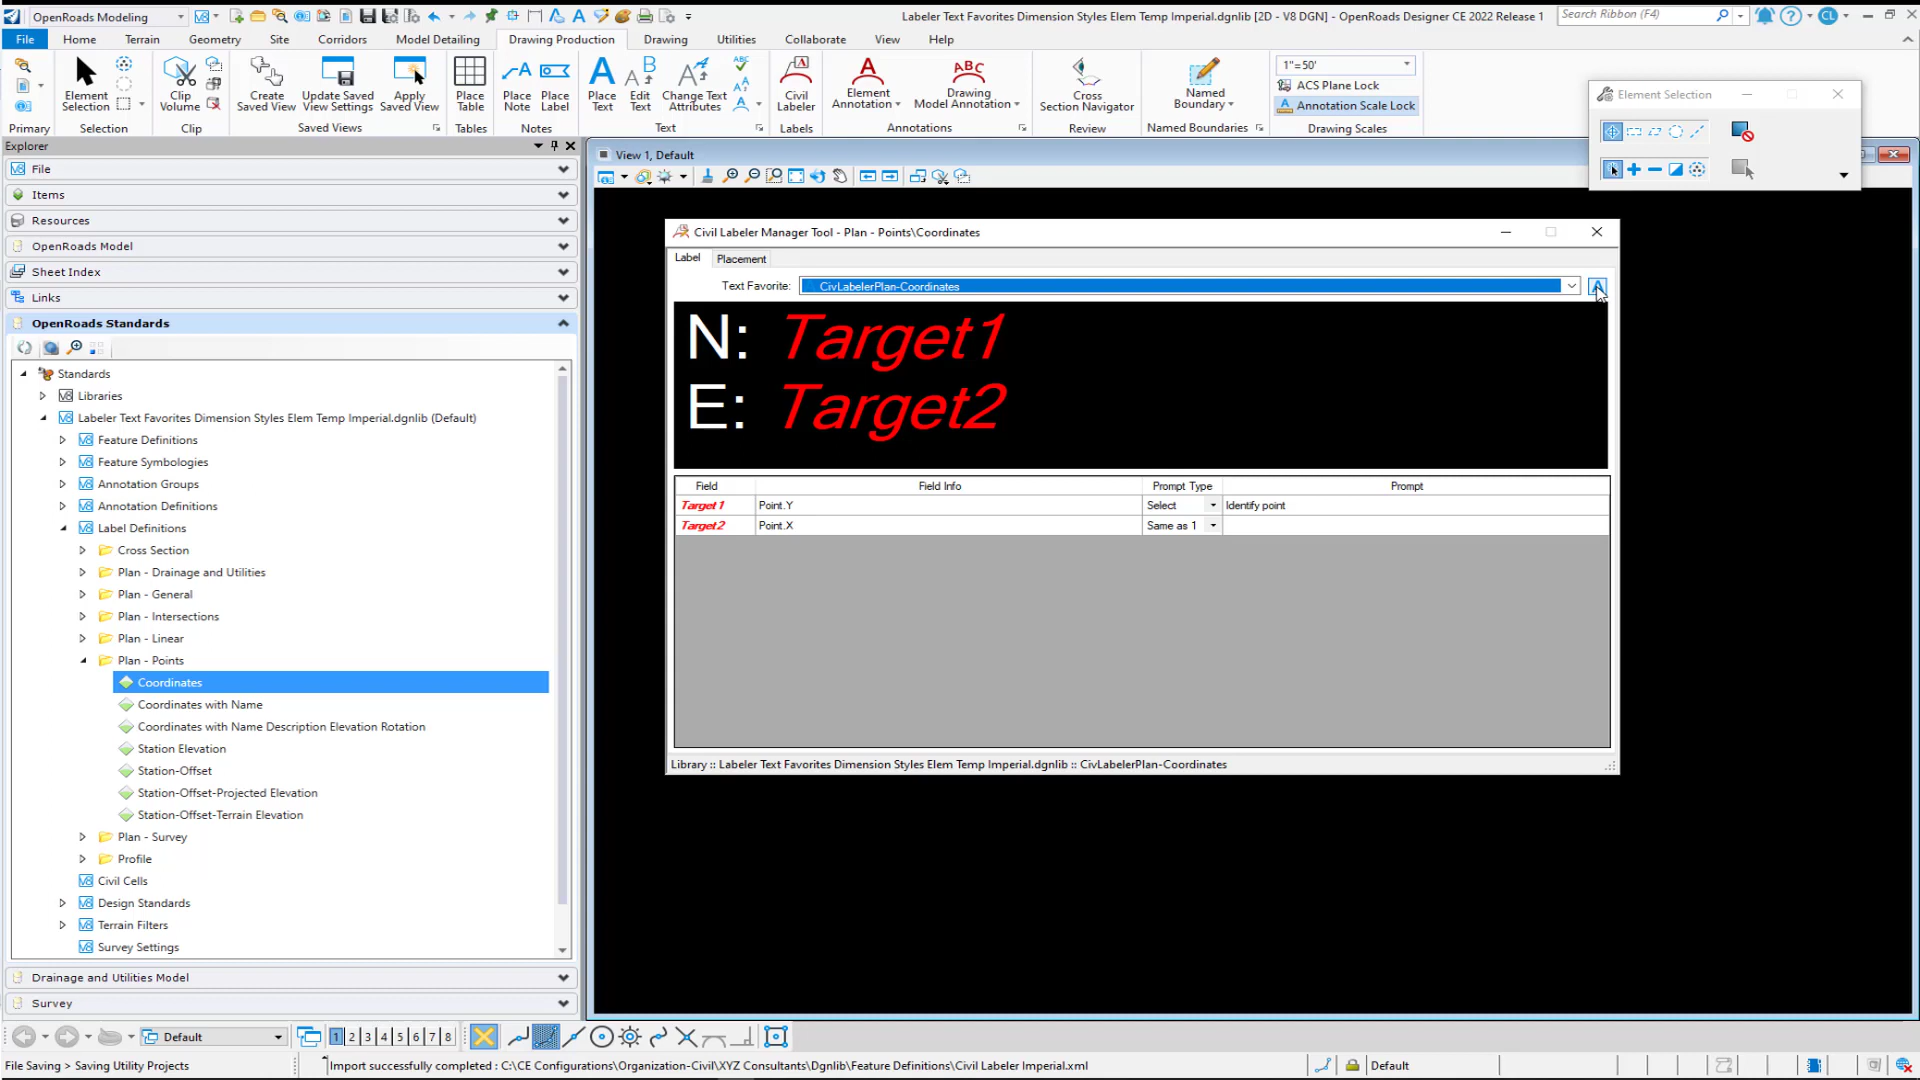 OpenRoads Modeling
Labeler Text Favorites Dimension Styles Elem Temp Imperial.dgnlib [2D - V8 DGN] - OpenRoads Designer CE 2022 Release 1
Search Ribbon (F4)
CL
File
Home
Terrain
Geometry
Site
Corridors
Model Detailing
Drawing Production
Drawing
Utilities
Collaborate
View
Help
Element Selection
Clip Volume
Create Saved View
Update Saved View Settings
Apply Saved View
Place Table
Place Note
Place Label
Place Text
Edit Text
Change Text Attributes
Civil Labeler
Element Annotation
Drawing Model Annotation
Cross Section Navigator
Named Boundary
1"=50'
ACS Plane Lock
Annotation Scale Lock
Primary
Selection
Clip
Saved Views
Tables
Notes
Text
Labels
Annotations
Review
Named Boundaries
Drawing Scales
Element Selection
Explorer
File
Items
Resources
OpenRoads Model
Sheet Index
Links
OpenRoads Standards
Standards
Libraries
Labeler Text Favorites Dimension Styles Elem Temp Imperial.dgnlib (Default)
Feature Definitions
Feature Symbologies
Annotation Groups
Annotation Definitions
Label Definitions
Cross Section
Plan - Drainage and Utilities
Plan - General
Plan - Intersections
Plan - Linear
Plan - Points
Coordinates
Coordinates with Name
Coordinates with Name Description Elevation Rotation
Station Elevation
Station-Offset
Station-Offset-Projected Elevation
Station-Offset-Terrain Elevation
Plan - Survey
Profile
Civil Cells
Design Standards
Terrain Filters
Survey Settings
Drainage and Utilities Model
Survey
View 1, Default
Civil Labeler Manager Tool - Plan - Points\Coordinates
Label
Placement
Text Favorite:
CivLabelerPlan-Coordinates
N: Target1
E: Target2
Field
Field Info
Prompt Type
Prompt
Target1
Point.Y
Select
Identify point
Target2
Point.X
Same as 1
Library :: Labeler Text Favorites Dimension Styles Elem Temp Imperial.dgnlib :: CivLabelerPlan-Coordinates
Default
1 2 3 4 5 6 7 8
File Saving > Saving Utility Projects
Import successfully completed : C:\CE Configurations\Organization-Civil\XYZ Consultants\Dgnlib\Feature Definitions\Civil Labeler Imperial.xml
Default